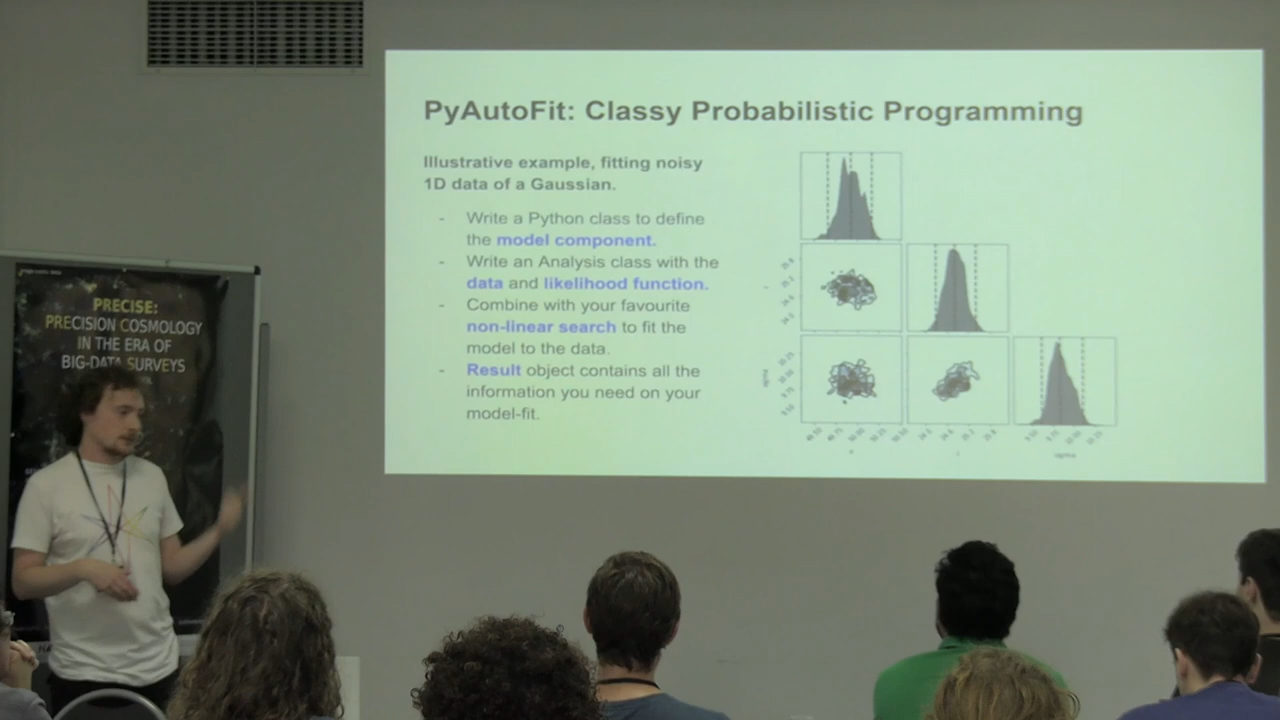 PyAutoFit: Classy Probabilistic Programming
Illustrative example, fitting noisy
1D data of a Gaussian.
- Write a Python class to define
the model component.
- Write an Analysis class with the
data and likelihood function.
- Combine with your favourite
non-linear search to fit the
model to the data.
- Result object contains all the
information you need on your
model-fit.
PRECISE:
PRECISION COSMOLOGY
IN THE ERA OF
BIG-DATA SURVEYS